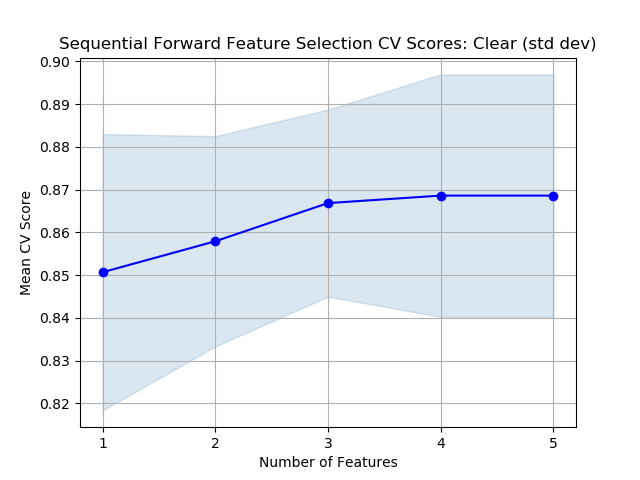 Sequential Forward Feature Selection CV Scores: Clear (std dev)
0.90
0.89
0.88
0.87
0.86
0.85
0.84
0.83
0.82
Mean CV Score
1 2 3 4 5
Number of Features